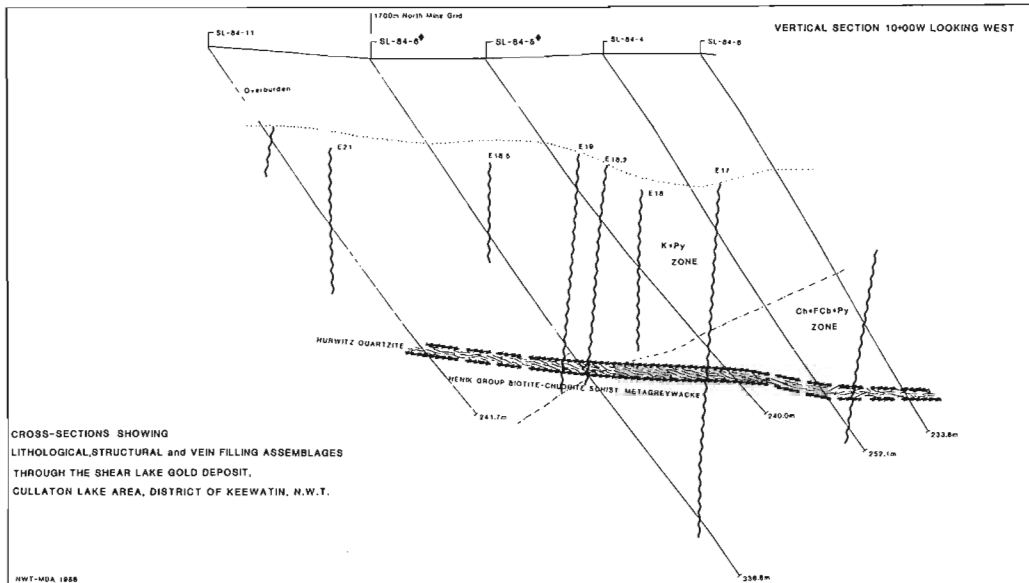 1700m North Mine Grid
VERTICAL SECTION 10+00W LOOKING WEST
SL-84-11
SL-84-6
SL-84-5
SL-84-4
SL-84-6
Overburden
E21
E18.5
E19
E18.2
E18
E17
K+Py
ZONE
Ch+FCb+Py
ZONE
HURWITZ QUARTZITE
HENIK GROUP BIOTITE-CHLORITE SCHIST METAGREYWACKE
241.7m
240.0m
233.8m
252.1m
336.8m
CROSS-SECTIONS SHOWING
LITHOLOGICAL,STRUCTURAL and VEIN FILLING ASSEMBLAGES
THROUGH THE SHEAR LAKE GOLD DEPOSIT,
CULLATON LAKE AREA, DISTRICT OF KEEWATIN, N.W.T.
NWT-MDA 1988